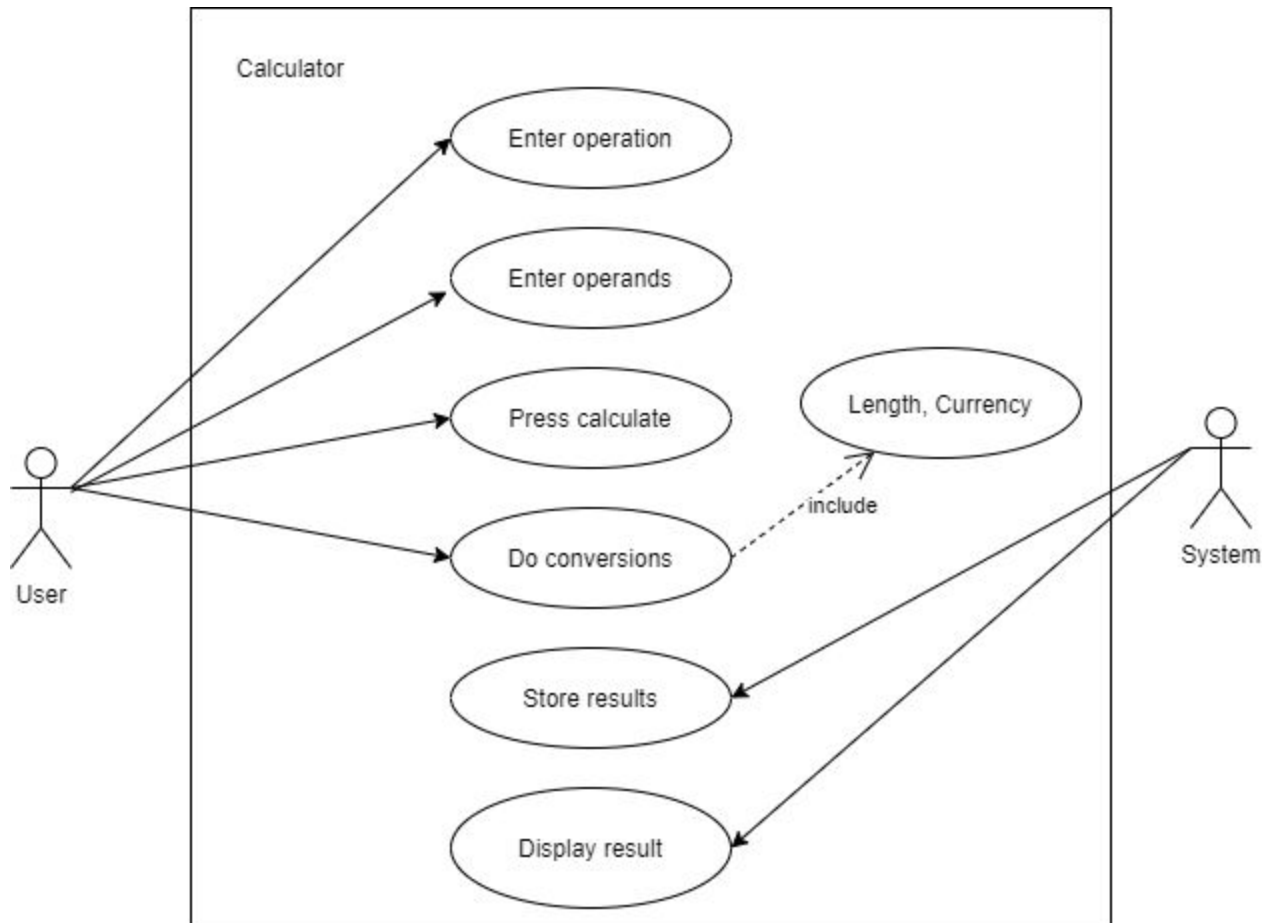 Calculator
Enter operation
Enter operands
Press calculate
Length, Currency
include
Do conversions
User
System
Store results
Display result